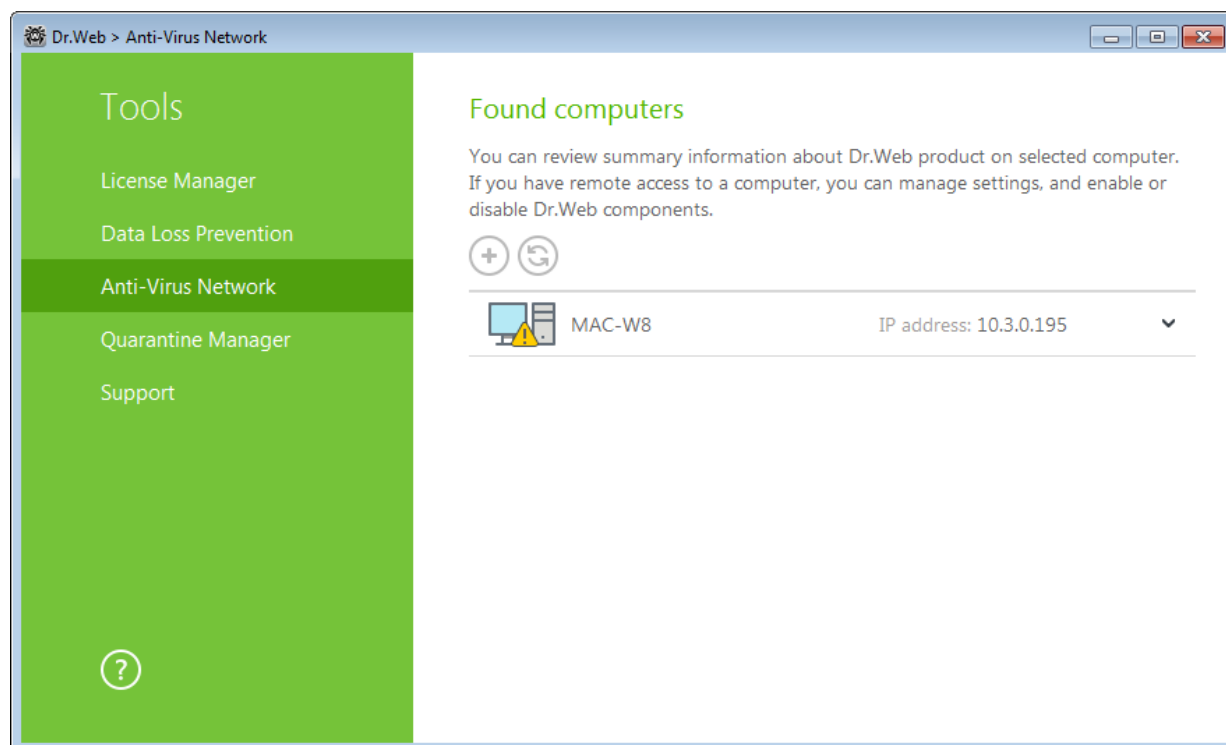 Dr.Web > Anti-Virus Network
Tools
License Manager
Data Loss Prevention
Anti-Virus Network
Quarantine Manager
Support
?
Found computers
You can review summary information about Dr.Web product on selected computer.
If you have remote access to a computer, you can manage settings, and enable or
disable Dr.Web components.
MAC-W8 IP address: 10.3.0.195